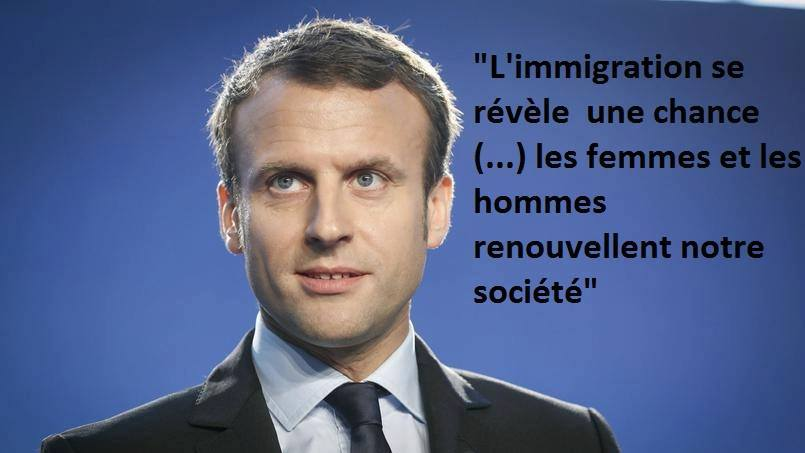 "L'immigration se
révèle  une chance
(...) les femmes et les
hommes
renouvellent notre
société"